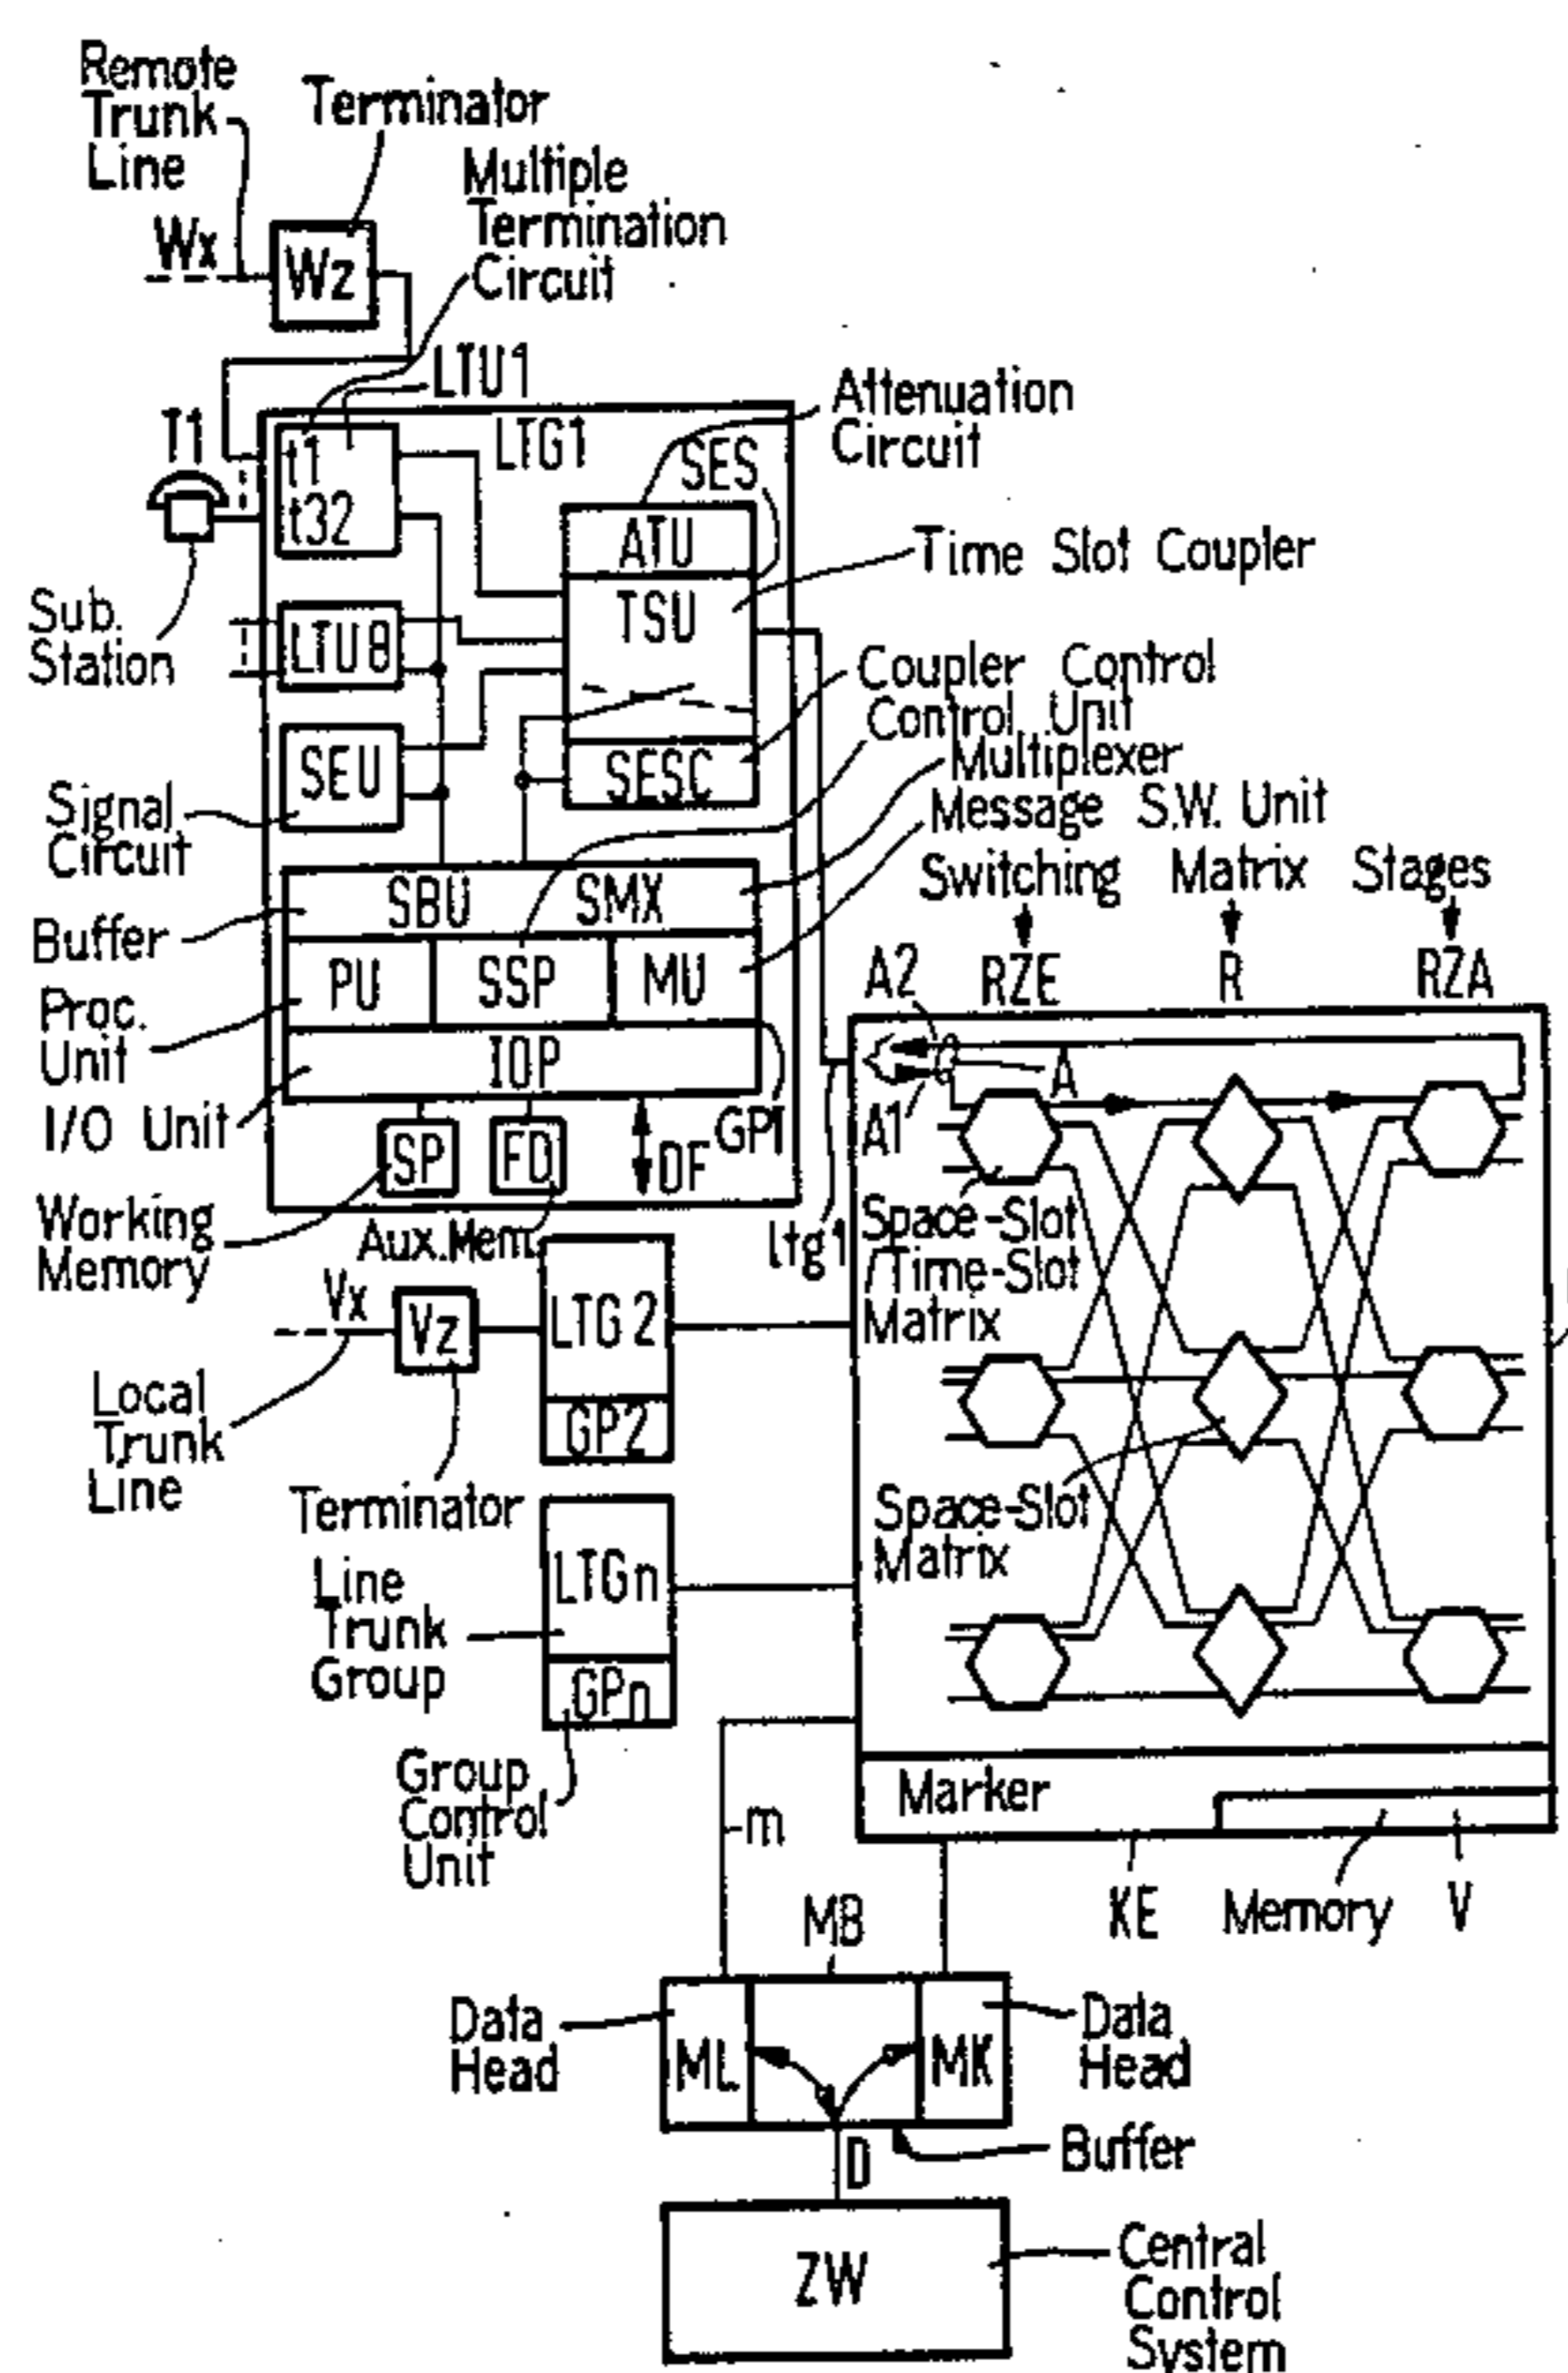 Remote
Trunk
Line
Terminator
Multiple
Termination
Circuit
Wx
Wz
LTU1
T1
t1
t32
LTG1
SES
Attenuation
Circuit
ATU
TSU
Time Slot Coupler
Sub.
Station
LTU8
Coupler Control
Control Unit
Multiplexer
Message S.W. Unit
SEU
SESC
Signal
Circuit
Switching Matrix Stages
SBU
SMX
Buffer
PU
SSP
MU
A2
RZE
R
RZA
Proc.
Unit
IOP
A
I/O Unit
GP1
A1
SP
FD
DF
Working
Memory
Aux.Mem.
ltg1
Space-Slot
Time-Slot
Matrix
Vx
Vz
LTG2
GP2
Local
Trunk
Line
Terminator
Space-Slot
Matrix
Line
Trunk
Group
LTGn
GPn
Group
Control
Unit
m
Marker
KE
Memory
V
MB
Data
Head
ML
MK
Data
Head
Buffer
D
ZW
Central
Control
System